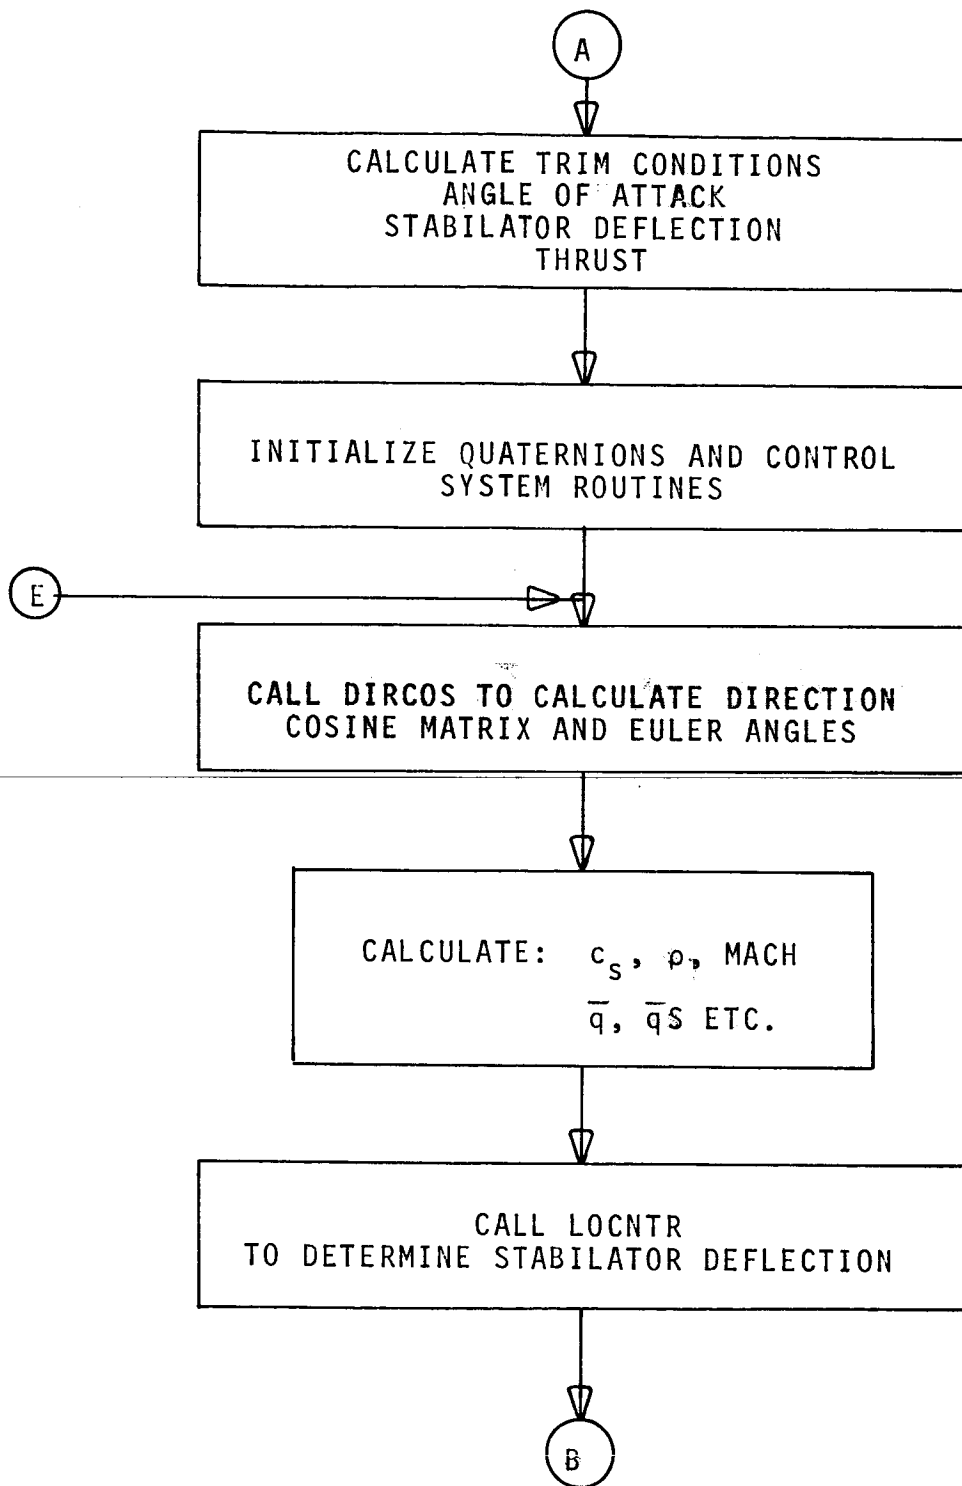 A
CALCULATE TRIM CONDITIONS
ANGLE OF ATTACK
STABILATOR DEFLECTION
THRUST
INITIALIZE QUATERNIONS AND CONTROL
SYSTEM ROUTINES
E
CALL DIRCOS TO CALCULATE DIRECTION
COSINE MATRIX AND EULER ANGLES
CALCULATE: c_s, ρ, MACH
q̅, q̅S ETC.
CALL LOCNTR
TO DETERMINE STABILATOR DEFLECTION
B